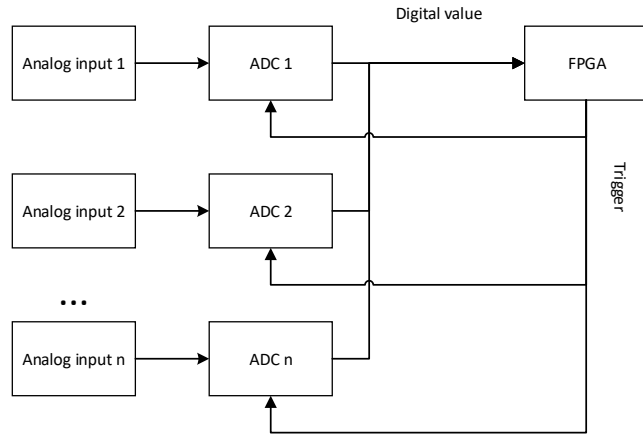 Digital value
Analog input 1
ADC 1
FPGA
Trigger
Analog input 2
ADC 2
...
Analog input n
ADC n